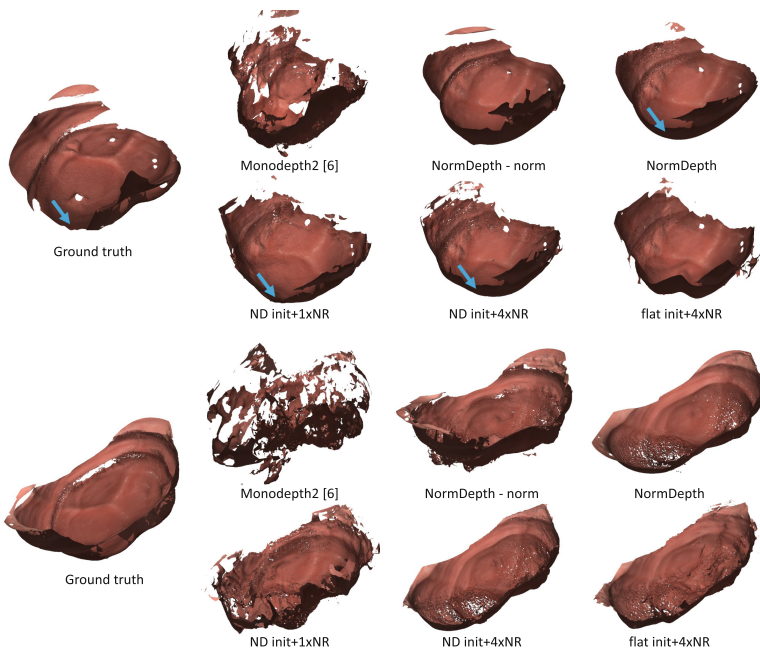 Monodepth2 [6]
NormDepth - norm
NormDepth
Ground truth
ND init+1xNR
ND init+4xNR
flat init+4xNR
Monodepth2 [6]
NormDepth - norm
NormDepth
Ground truth
ND init+1xNR
ND init+4xNR
flat init+4xNR